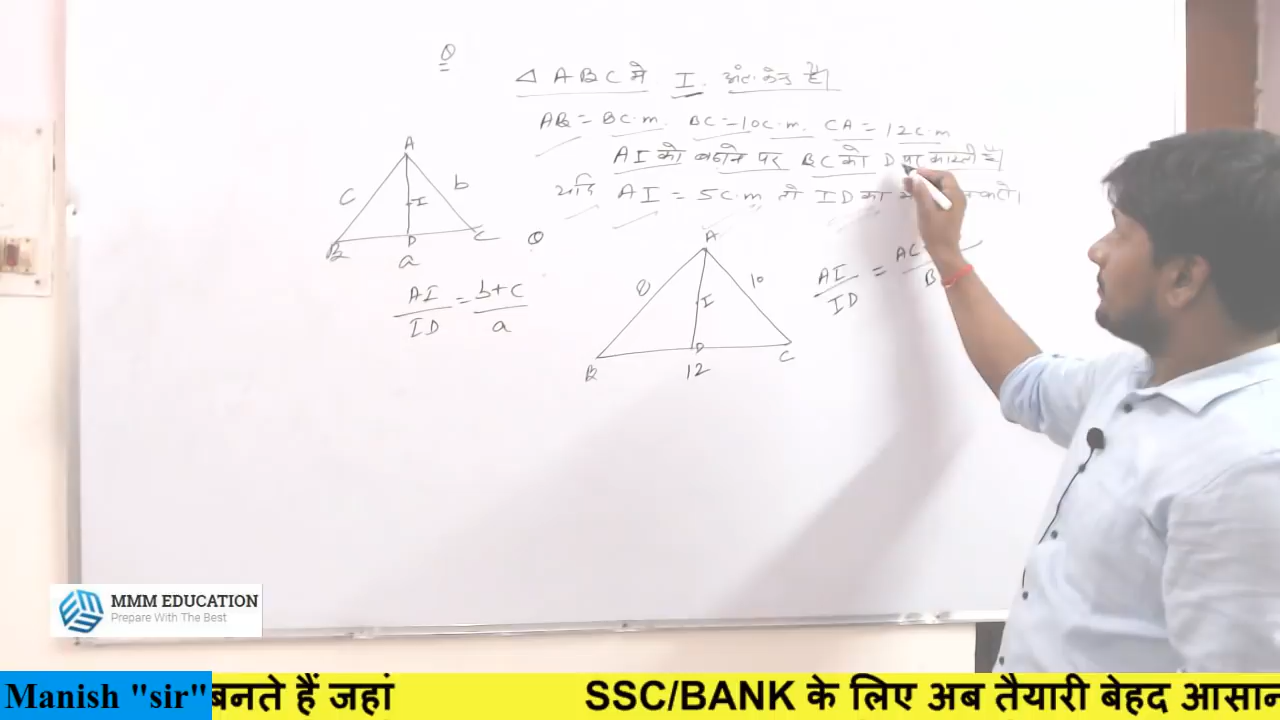 Q
△ ABC में I. अंतः केन्द्र है।
AB = 8C.m. BC = 10C.m. CA = 12C.m
AI को बढ़ाने पर BC को D पर काटती है।
यदि AI = 5C.m तो ID का
A
C b
I
B D C
a
AI/ID = b+c/a
Q
A
8 10
I
B D C
12
AI/ID = AC
B
MMM EDUCATION
Prepare With The Best
Manish "sir"
बनते हैं जहां SSC/BANK के लिए अब तैयारी बेहद आसान